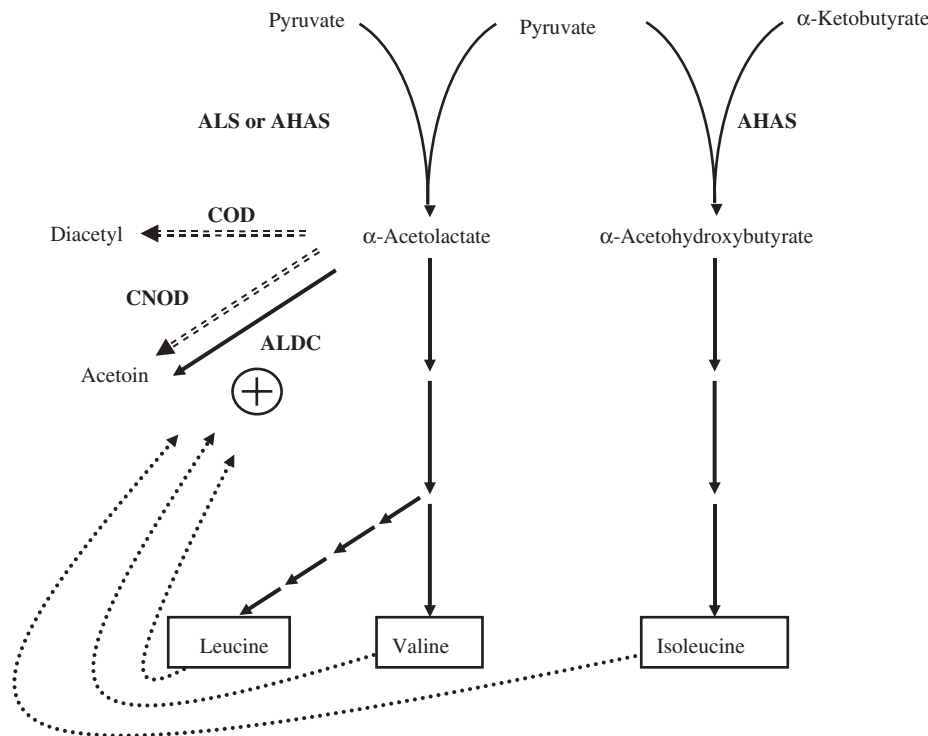 Pyruvate
Pyruvate
α-Ketobutyrate
ALS or AHAS
AHAS
COD
Diacetyl
α-Acetolactate
α-Acetohydroxybutyrate
CNOD
ALDC
Acetoin
Leucine
Valine
Isoleucine